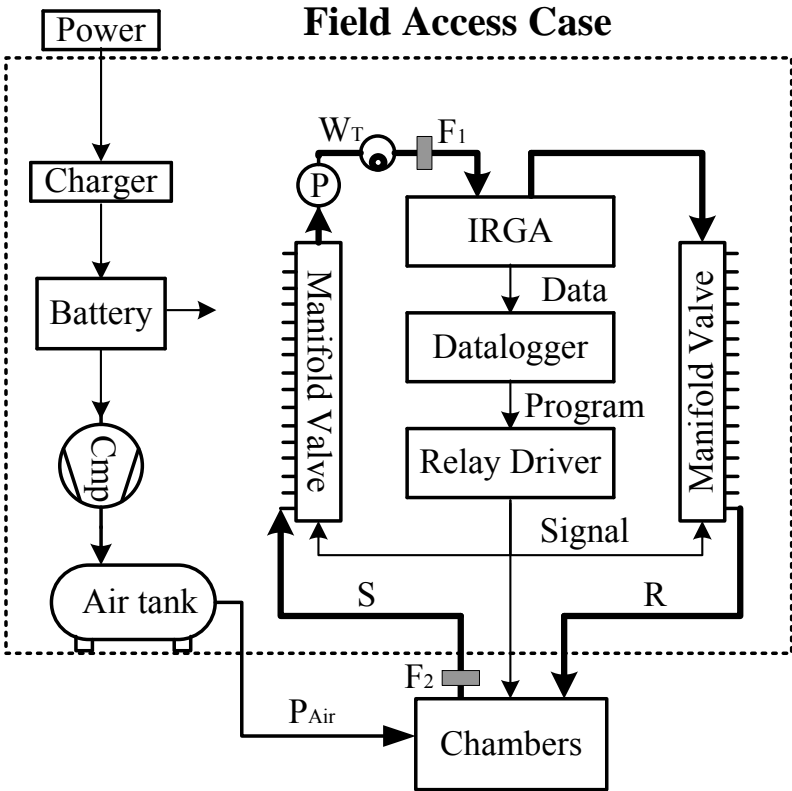 Field Access Case
Power
Charger
Battery
Cmp
Air tank
P
WT
F1
IRGA
Data
Datalogger
Program
Relay Driver
Signal
Manifold Valve
Manifold Valve
S
R
F2
PAir
Chambers